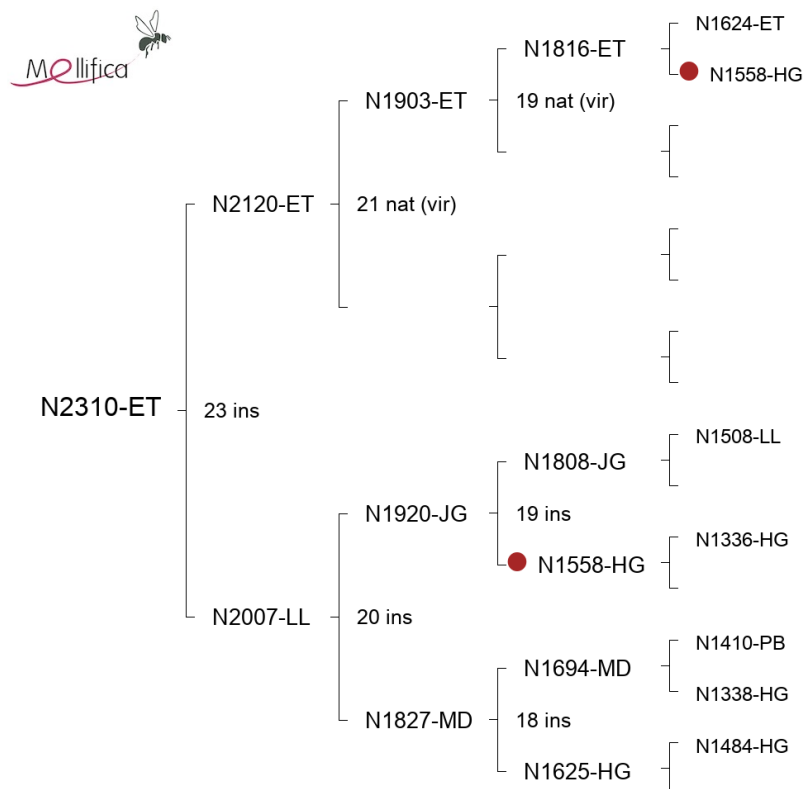 Mellifica
N1624-ET
N1816-ET
N1558-HG
N1903-ET
19 nat (vir)
N2120-ET
21 nat (vir)
N2310-ET
23 ins
N1508-LL
N1808-JG
N1920-JG
19 ins
N1336-HG
N1558-HG
N2007-LL
20 ins
N1410-PB
N1694-MD
N1338-HG
N1827-MD
18 ins
N1484-HG
N1625-HG